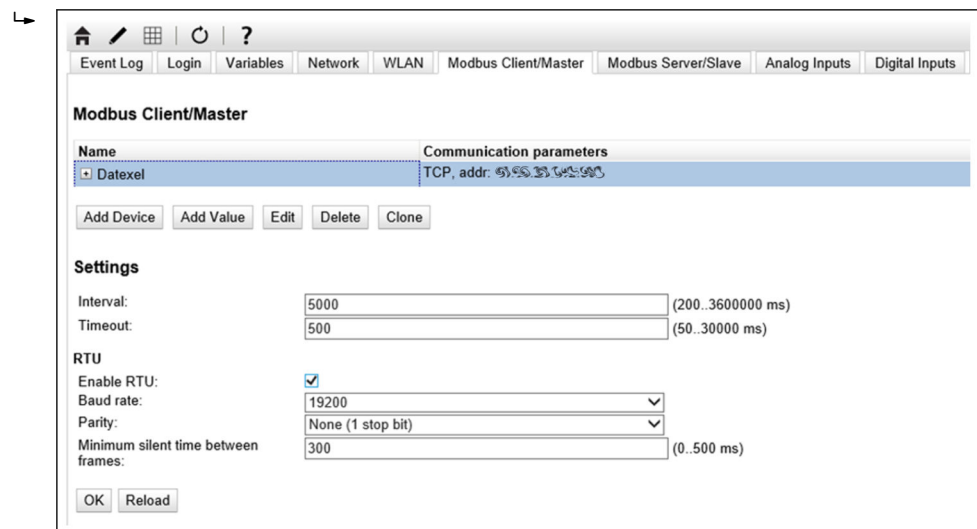 ?
Event Log Login Variables Network WLAN Modbus Client/Master Modbus Server/Slave Analog Inputs Digital Inputs
Modbus Client/Master
Name Communication parameters
Datexel TCP, addr:
Add Device Add Value Edit Delete Clone
Settings
Interval: 5000 (200..3600000 ms)
Timeout: 500 (50..30000 ms)
RTU
Enable RTU:
Baud rate: 19200
Parity: None (1 stop bit)
Minimum silent time between
frames: 300 (0..500 ms)
OK Reload